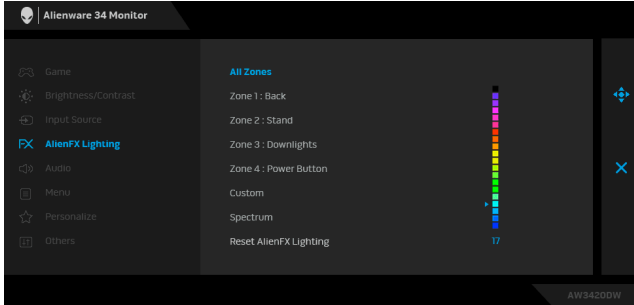 Alienware 34 Monitor
Game
Brightness/Contrast
Input Source
FX AlienFX Lighting
Audio
Menu
Personalize
Others
All Zones
Zone 1 : Back
Zone 2 : Stand
Zone 3 : Downlights
Zone 4 : Power Button
Custom
Spectrum
Reset AlienFX Lighting
17
AW3420DW